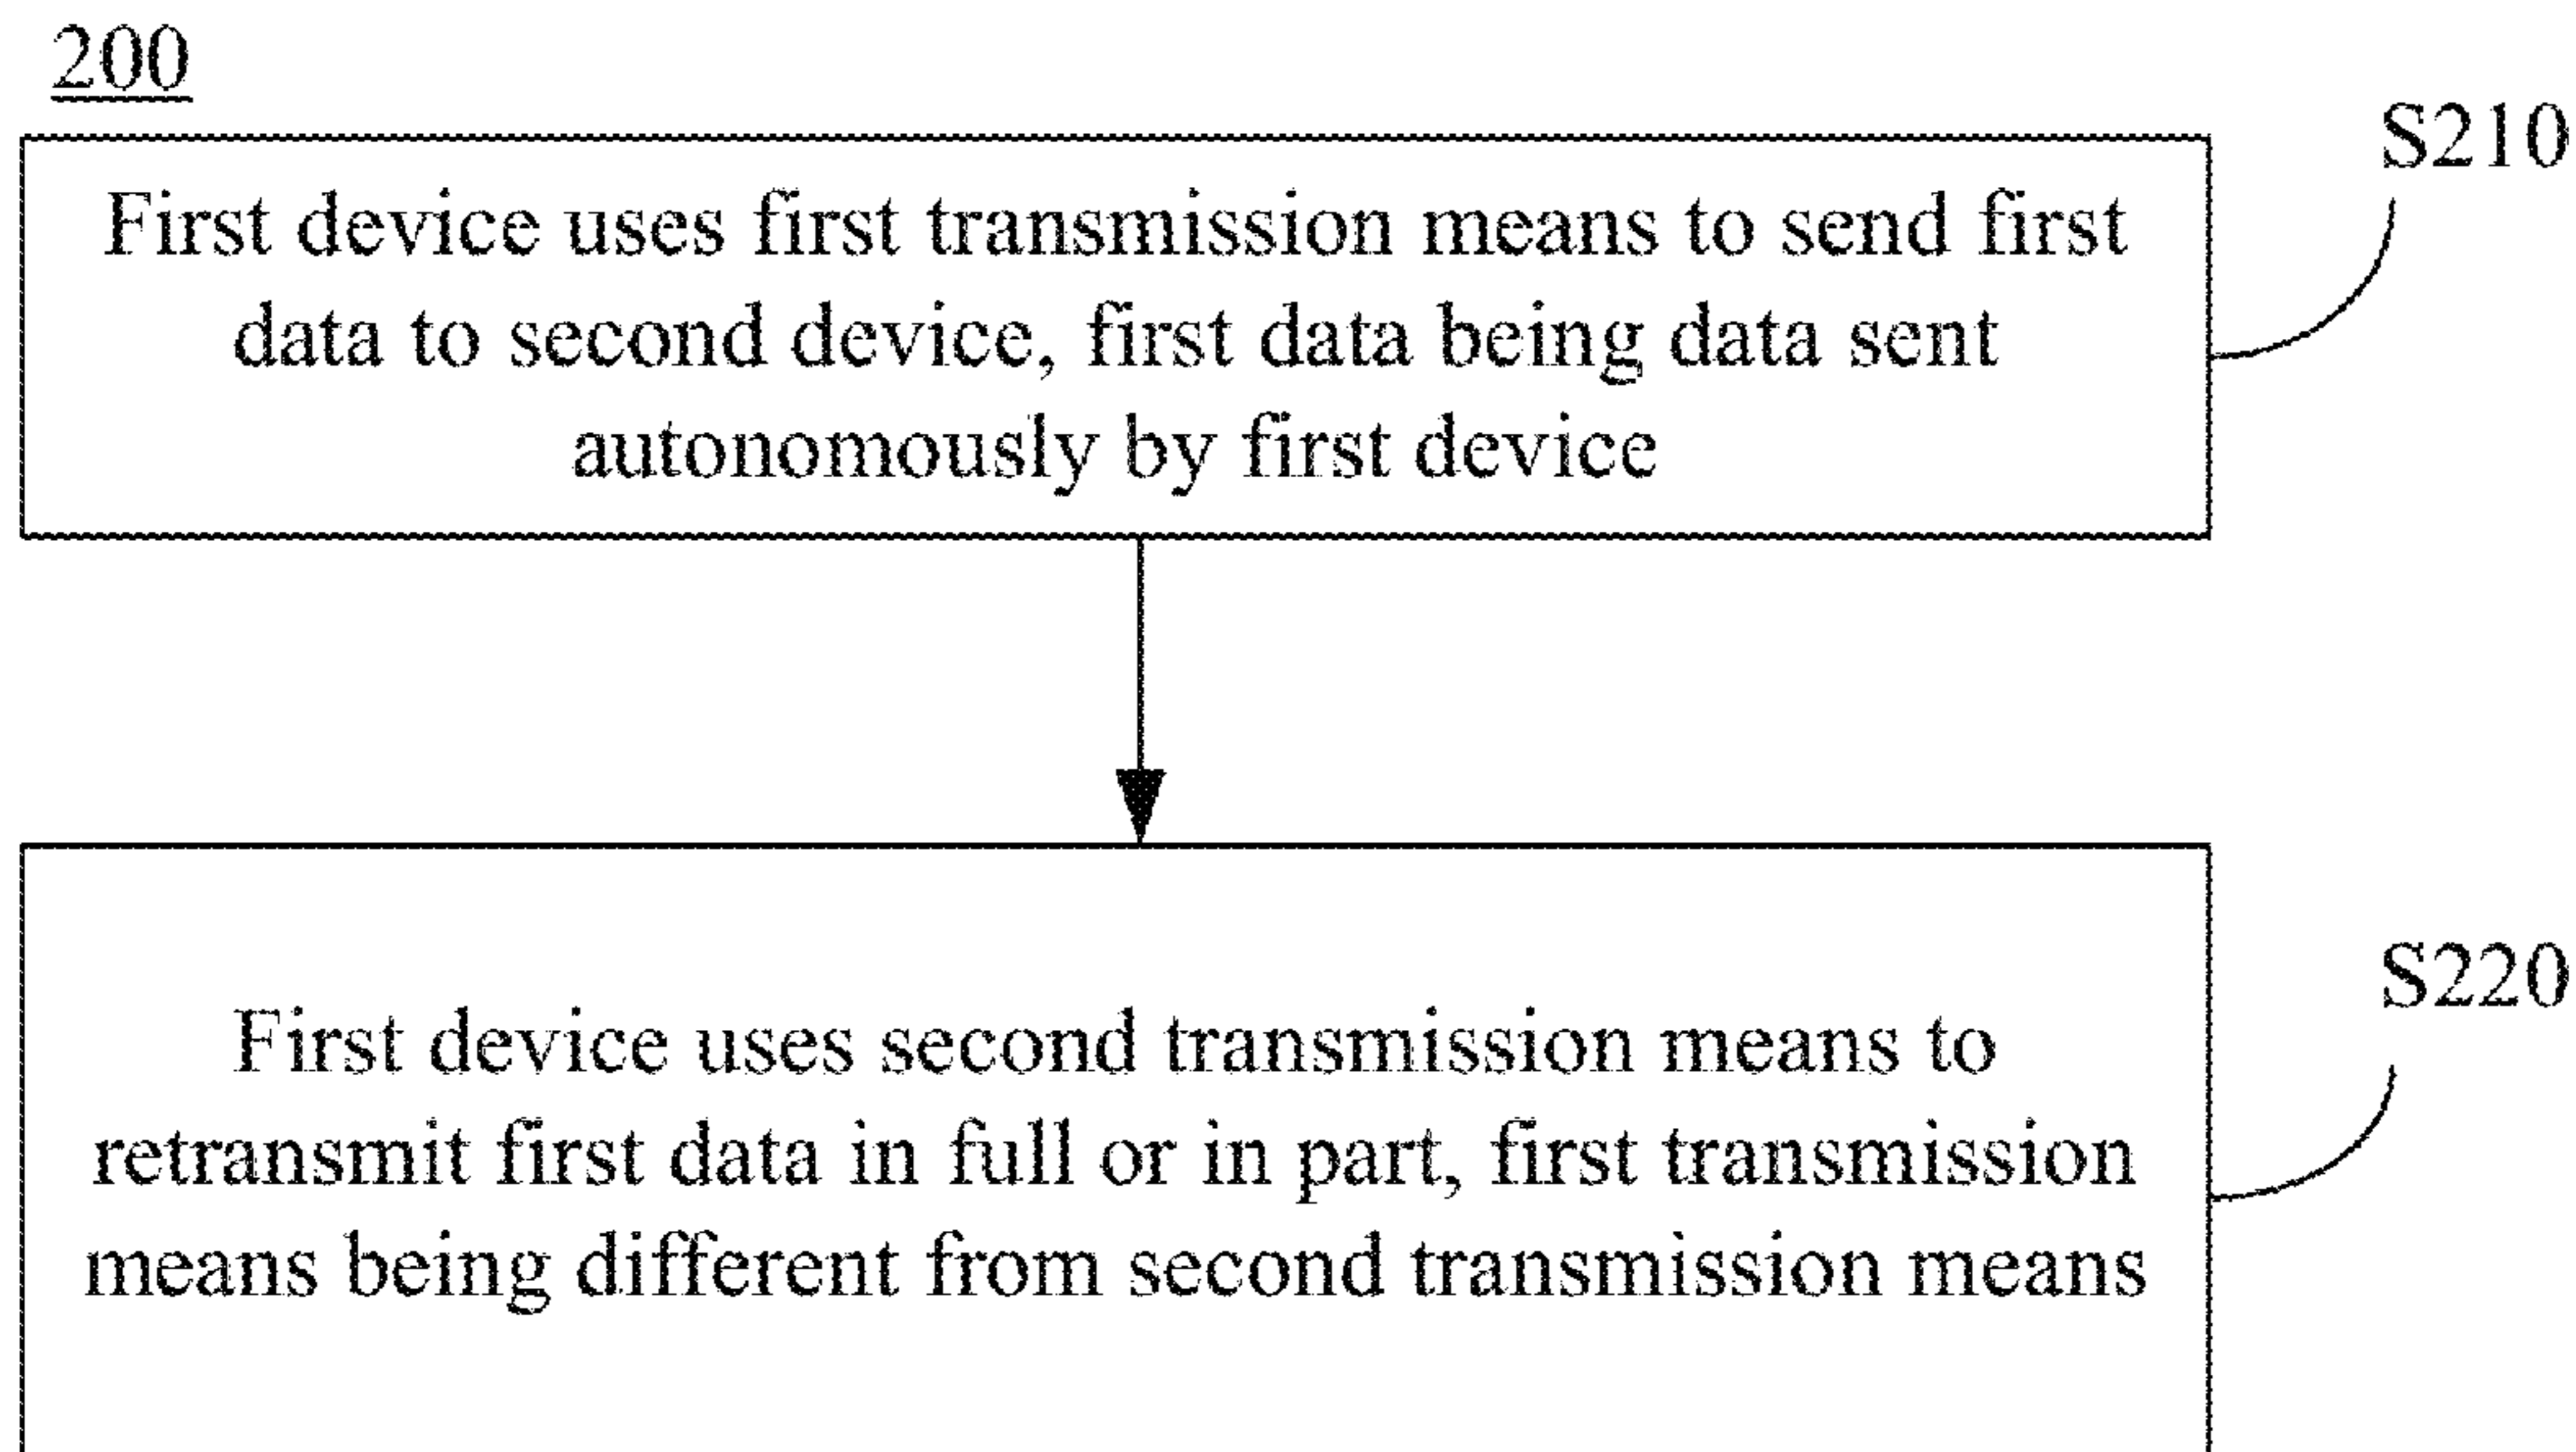 200
S210
First device uses first transmission means to send first
data to second device, first data being data sent
autonomously by first device
S220
First device uses second transmission means to
retransmit first data in full or in part, first transmission
means being different from second transmission means